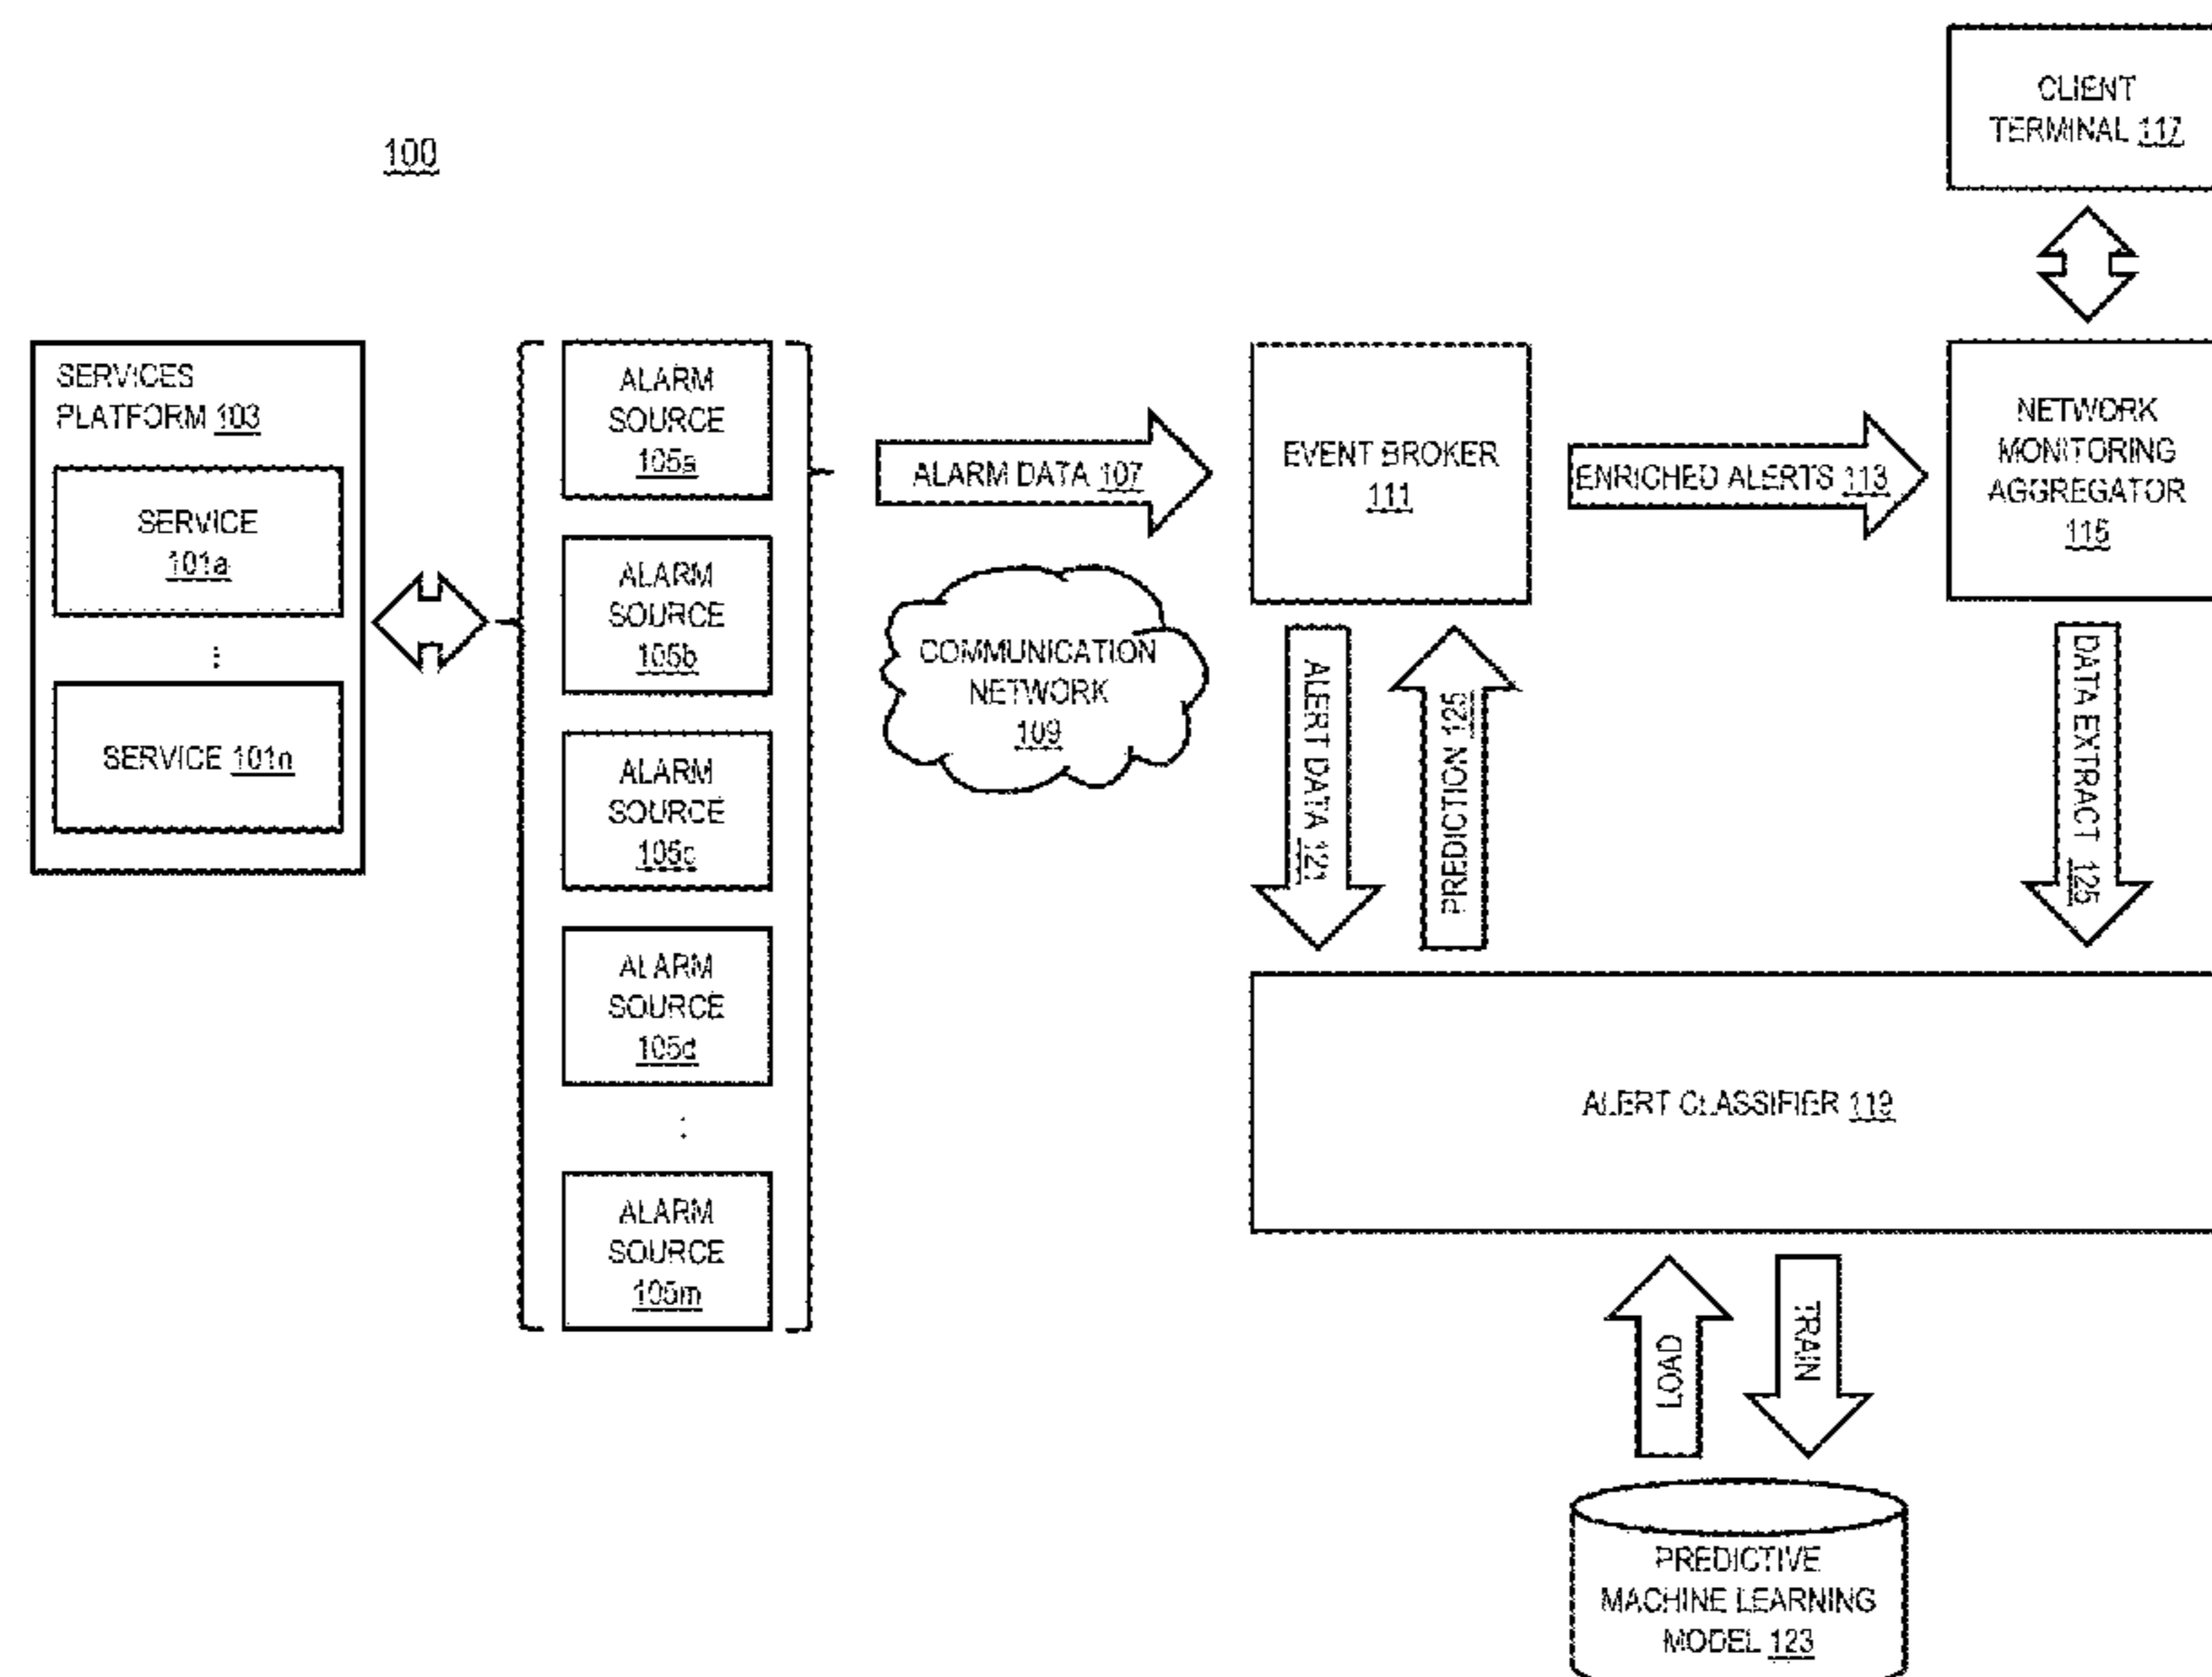 100
SERVICES
PLATFORM 103
SERVICE
101a
⋮
SERVICE 101n
ALARM
SOURCE
105a
ALARM
SOURCE
105b
ALARM
SOURCE
105c
ALARM
SOURCE
105d
⋮
ALARM
SOURCE
105m
ALARM DATA 107
COMMUNICATION
NETWORK
109
EVENT BROKER
111
ENRICHED ALERTS 113
CLIENT
TERMINAL 117
NETWORK
MONITORING
AGGREGATOR
115
ALERT DATA 121
PREDICTION 125
DATA EXTRACT 125
ALERT CLASSIFIER 119
LOAD
TRAIN
PREDICTIVE
MACHINE LEARNING
MODEL 123